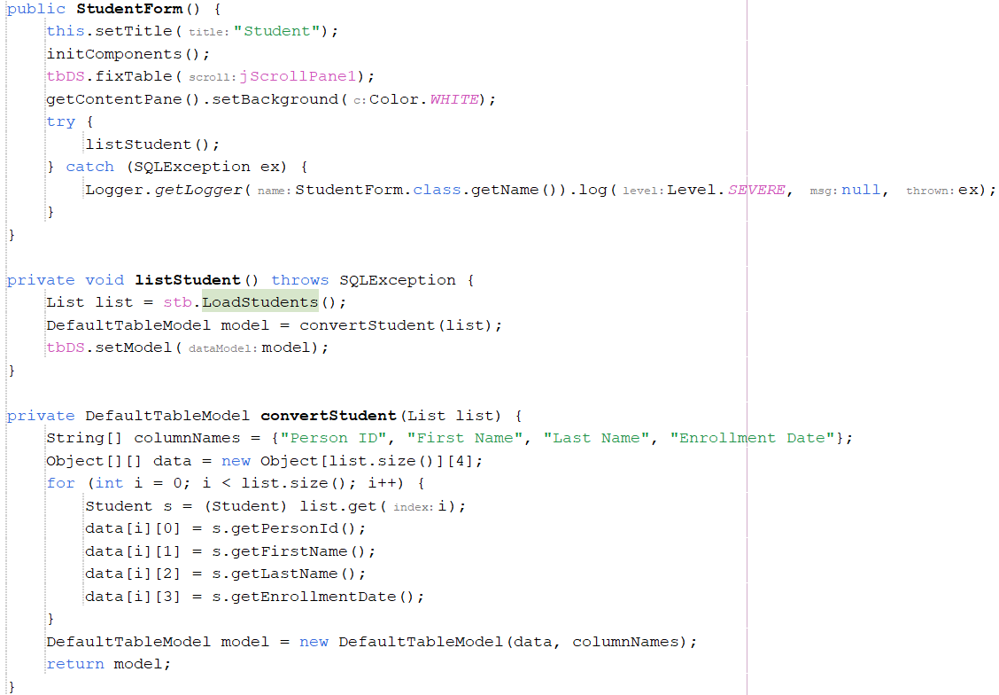 public StudentForm() {
    this.setTitle( title: "Student");
    initComponents();
    tbDS.fixTable( scroll: jScrollPane1);
    getContentPane().setBackground( c: Color.WHITE);
    try {
        listStudent();
    } catch (SQLException ex) {
        Logger.getLogger( name: StudentForm.class.getName()).log( level: Level.SEVERE, msg: null, thrown: ex);
    }
}
private void listStudent() throws SQLException {
    List list = stb.LoadStudents();
    DefaultTableModel model = convertStudent(list);
    tbDS.setModel( dataModel: model);
}
private DefaultTableModel convertStudent(List list) {
    String[] columnNames = {"Person ID", "First Name", "Last Name", "Enrollment Date"};
    Object[][] data = new Object[list.size()][4];
    for (int i = 0; i < list.size(); i++) {
        Student s = (Student) list.get( index: i);
        data[i][0] = s.getPersonId();
        data[i][1] = s.getFirstName();
        data[i][2] = s.getLastName();
        data[i][3] = s.getEnrollmentDate();
    }
    DefaultTableModel model = new DefaultTableModel(data, columnNames);
    return model;
}